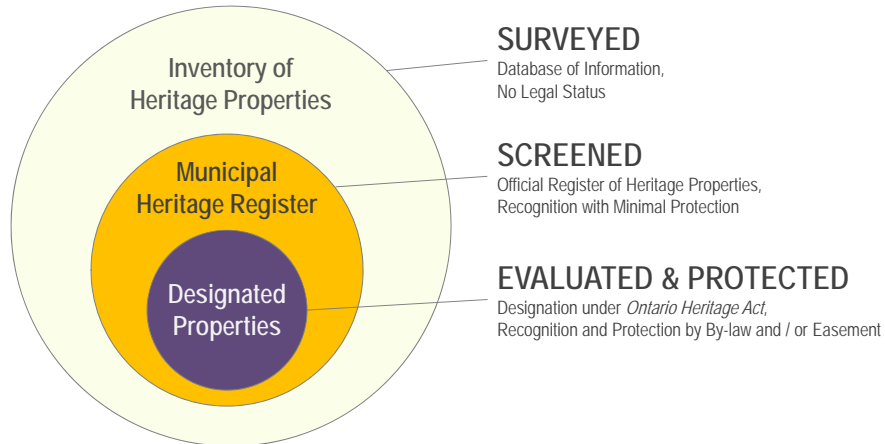 Inventory of
Heritage Properties
Municipal
Heritage Register
Designated
Properties
SURVEYED
Database of Information,
No Legal Status
SCREENED
Official Register of Heritage Properties,
Recognition with Minimal Protection
EVALUATED & PROTECTED
Designation under Ontario Heritage Act,
Recognition and Protection by By-law and / or Easement